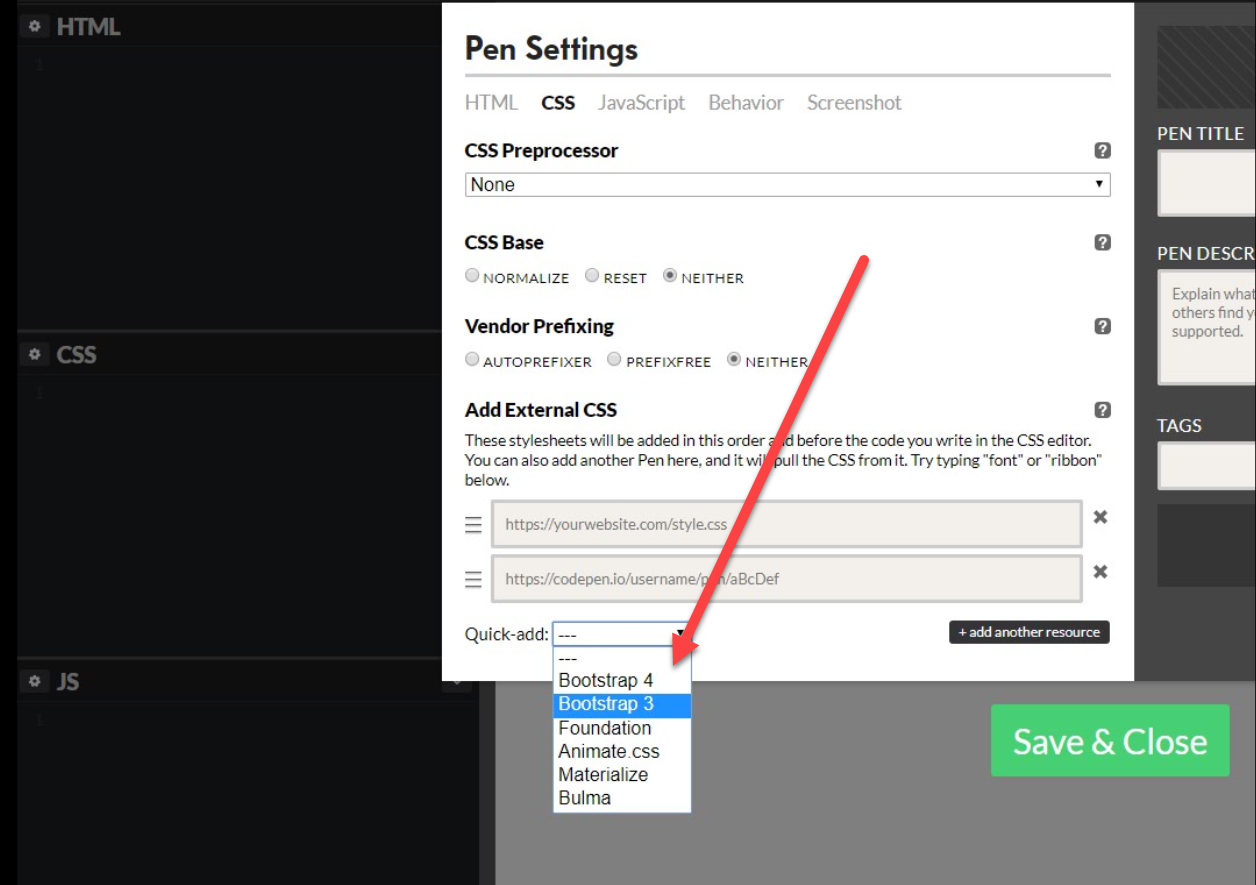 HTML
1
CSS
1
JS
1
Pen Settings
HTML CSS JavaScript Behavior Screenshot
CSS Preprocessor ?
None
CSS Base ?
NORMALIZE RESET NEITHER
Vendor Prefixing ?
AUTOPREFIXER PREFIXFREE NEITHER
Add External CSS ?
These stylesheets will be added in this order and before the code you write in the CSS editor.
You can also add another Pen here, and it will pull the CSS from it. Try typing "font" or "ribbon"
below.
https://yourwebsite.com/style.css
https://codepen.io/username/pen/aBcDef
Quick-add: --- + add another resource
---
Bootstrap 4
Bootstrap 3
Foundation
Animate.css
Materialize
Bulma
Save & Close
PEN TITLE
PEN DESCR
Explain what
others find y
supported.
TAGS